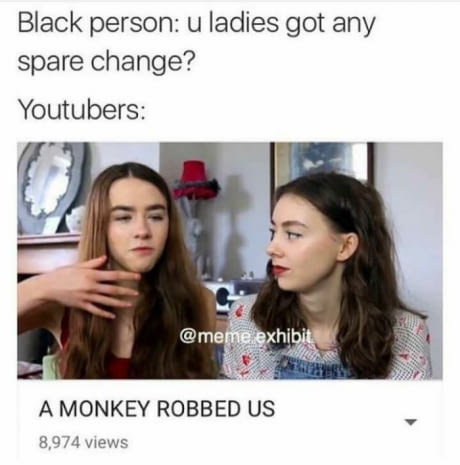 Black person: u ladies got any
spare change?
Youtubers:
@meme.exhibit
A MONKEY ROBBED US
8,974 views